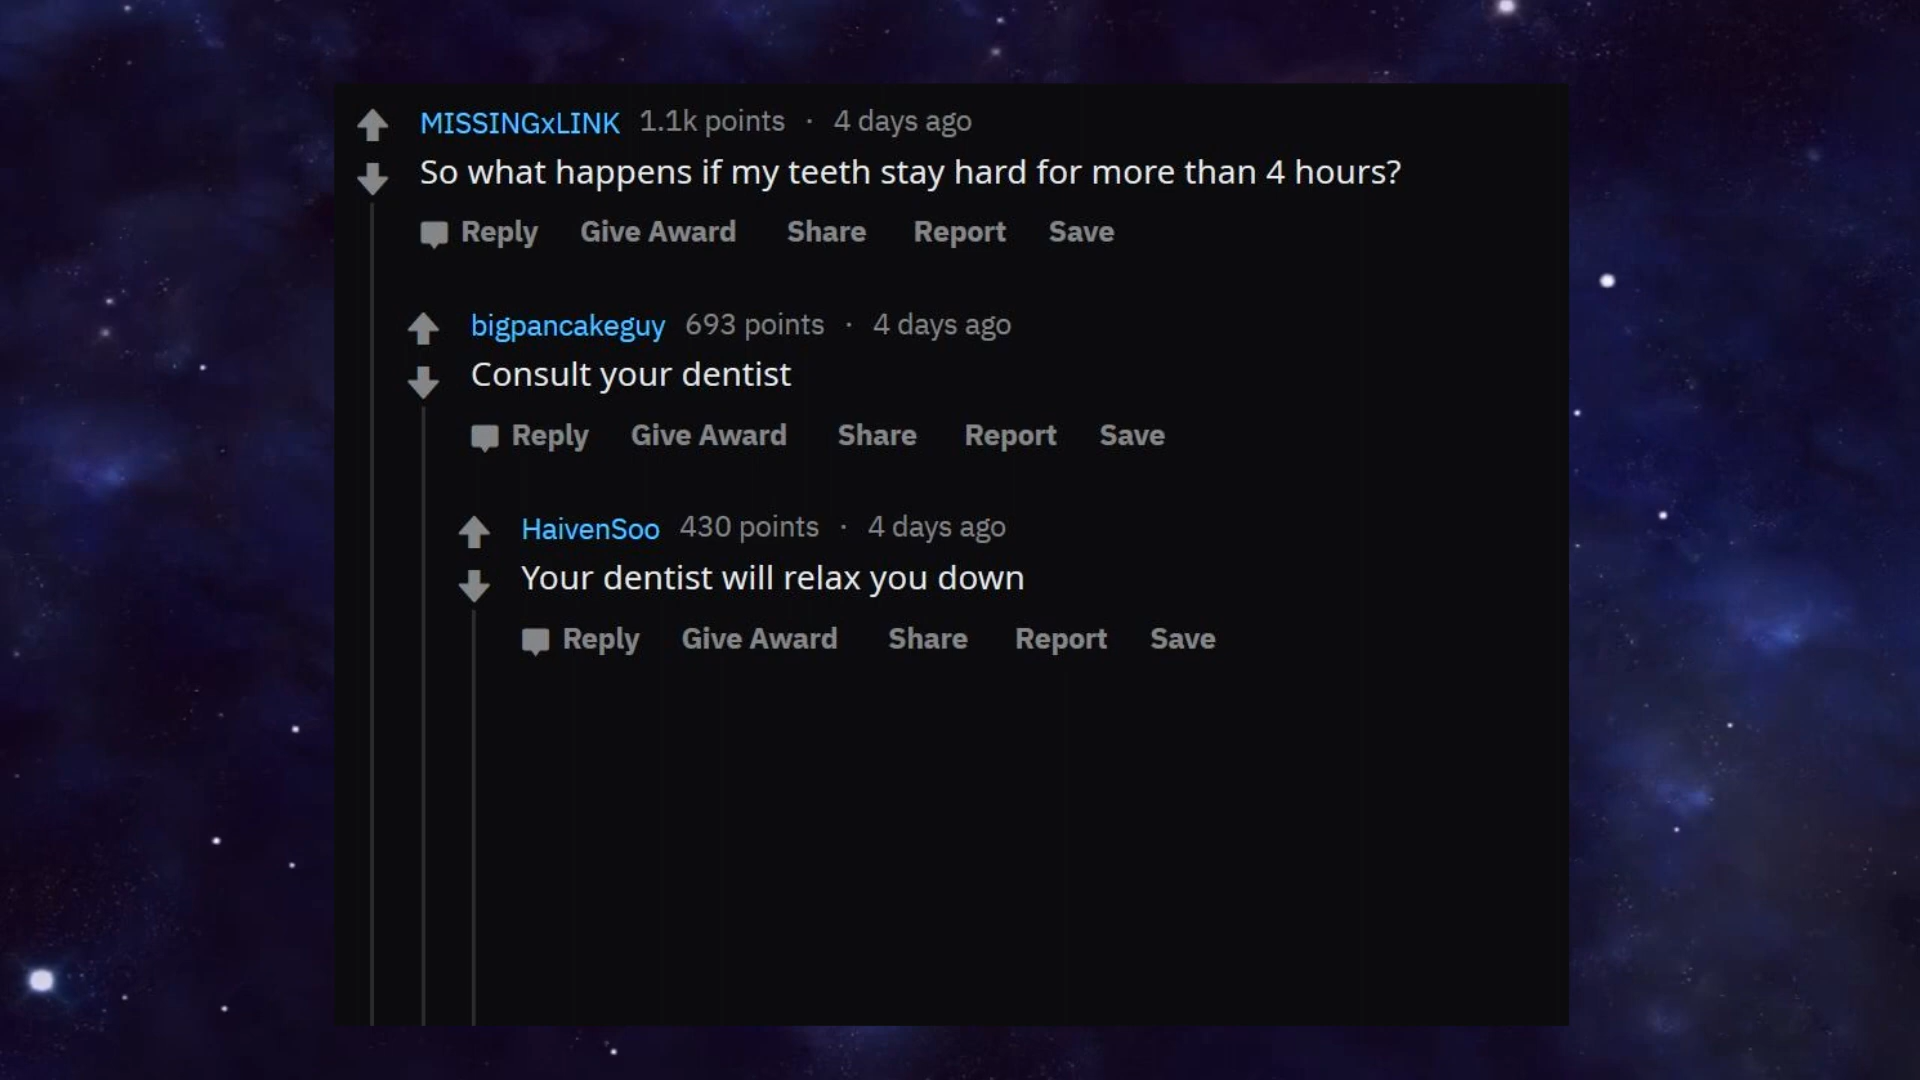 MISSINGxLINK 1.1k points · 4 days ago
So what happens if my teeth stay hard for more than 4 hours?
Reply Give Award Share Report Save
bigpancakeguy 693 points · 4 days ago
Consult your dentist
Reply Give Award Share Report Save
HaivenSoo 430 points · 4 days ago
Your dentist will relax you down
Reply Give Award Share Report Save